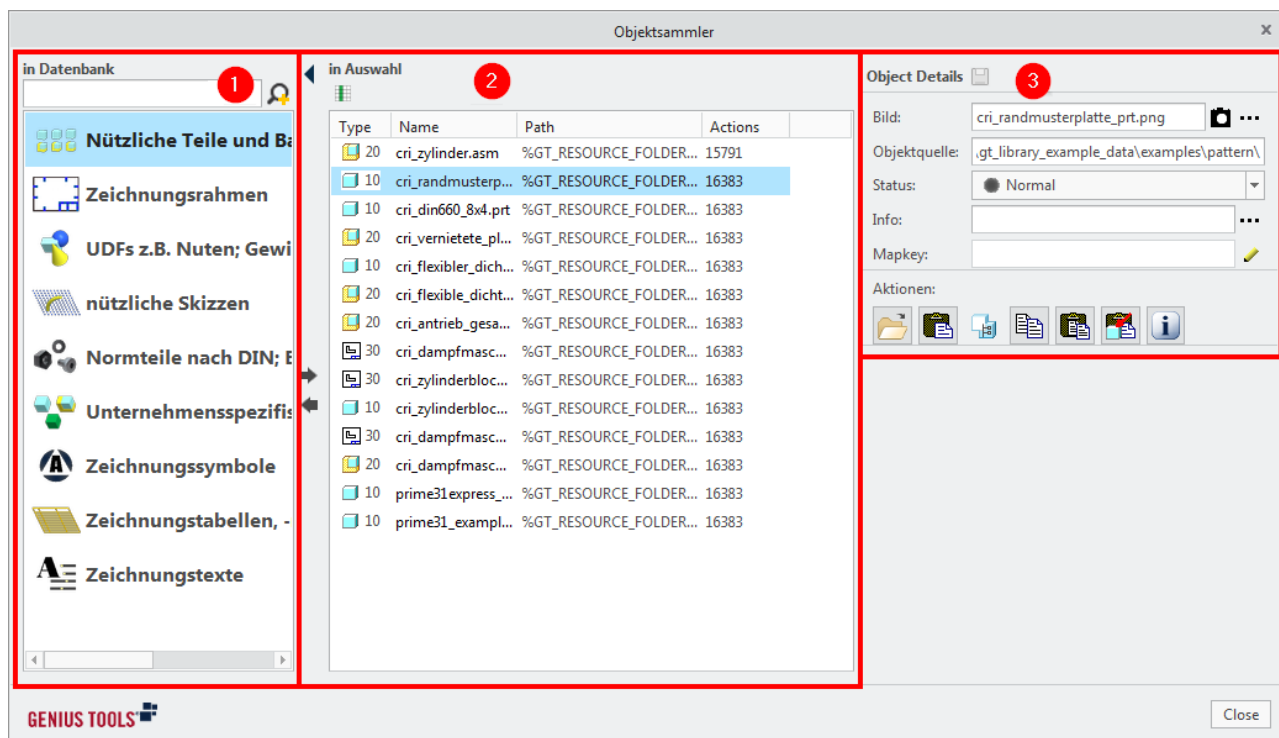 Objektsammler x
in Datenbank
1
Nützliche Teile und Ba
Zeichnungsrahmen
UDFs z.B. Nuten; Gewi
nützliche Skizzen
Normteile nach DIN; E
Unternehmensspezifis
Zeichnungssymbole
Zeichnungstabellen, -
Zeichnungstexte
in Auswahl
2
Type Name Path Actions
20 cri_zylinder.asm %GT_RESOURCE_FOLDER... 15791
10 cri_randmusterp... %GT_RESOURCE_FOLDER... 16383
10 cri_din660_8x4.prt %GT_RESOURCE_FOLDER... 16383
20 cri_vernietete_pl... %GT_RESOURCE_FOLDER... 16383
10 cri_flexibler_dich... %GT_RESOURCE_FOLDER... 16383
20 cri_flexible_dicht... %GT_RESOURCE_FOLDER... 16383
20 cri_antrieb_gesa... %GT_RESOURCE_FOLDER... 16383
30 cri_dampfmasc... %GT_RESOURCE_FOLDER... 16383
30 cri_zylinderbloc... %GT_RESOURCE_FOLDER... 16383
10 cri_zylinderbloc... %GT_RESOURCE_FOLDER... 16383
30 cri_dampfmasc... %GT_RESOURCE_FOLDER... 16383
20 cri_dampfmasc... %GT_RESOURCE_FOLDER... 16383
10 prime31express_... %GT_RESOURCE_FOLDER... 16383
10 prime31_exampl... %GT_RESOURCE_FOLDER... 16383
Object Details 3
Bild: cri_randmusterplatte_prt.png ...
Objektquelle: .gt_library_example_data\examples\pattern\
Status: Normal
Info: ...
Mapkey:
Aktionen:
GENIUS TOOLS
Close